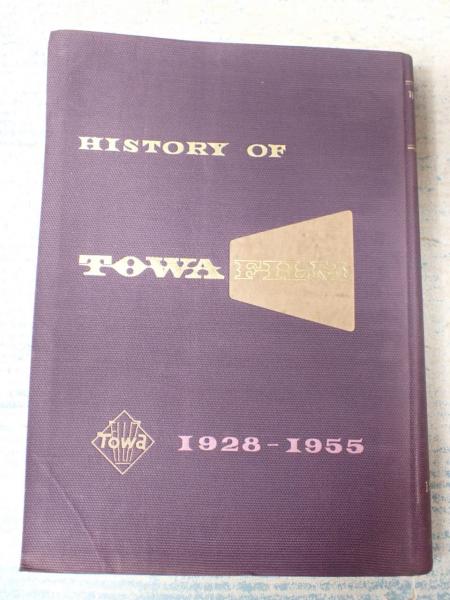 HISTORY OF
TOWA FILM
Towa
1928-1955